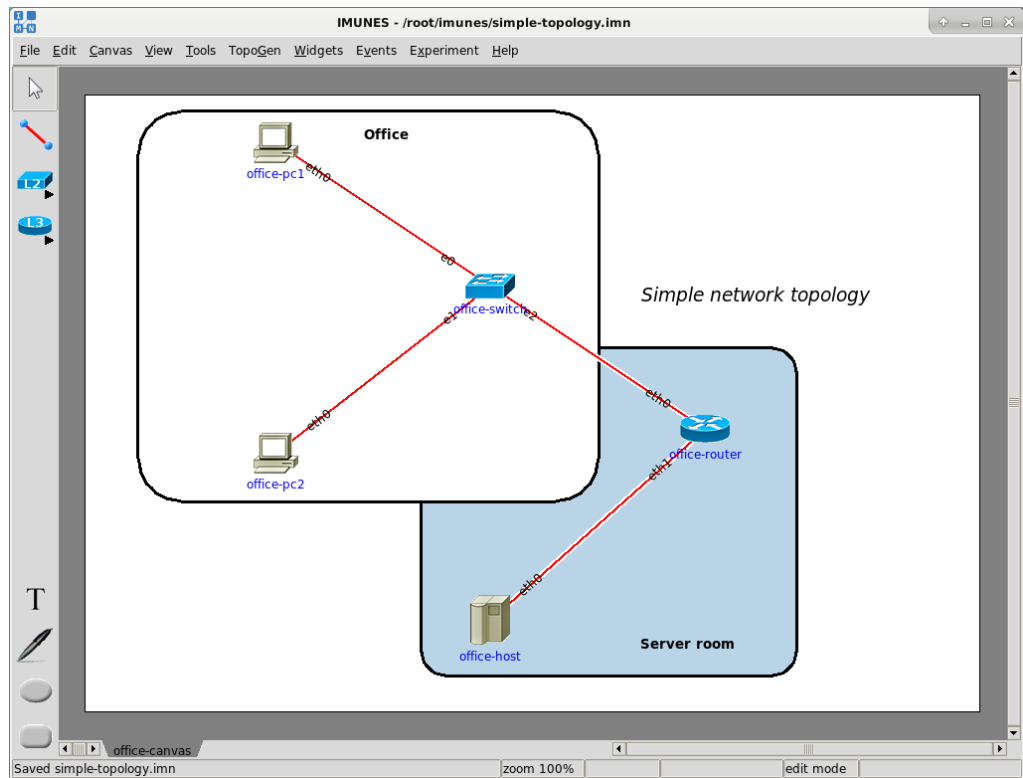 IMUNES - /root/imunes/simple-topology.imn
File Edit Canvas View Tools TopoGen Widgets Events Experiment Help
Office
office-pc1
eth0
e0
office-switch
e1
e2
Simple network topology
eth0
eth0
office-router
eth1
office-pc2
eth0
Server room
office-host
L2
L3
T
office-canvas
Saved simple-topology.imn
zoom 100%
edit mode